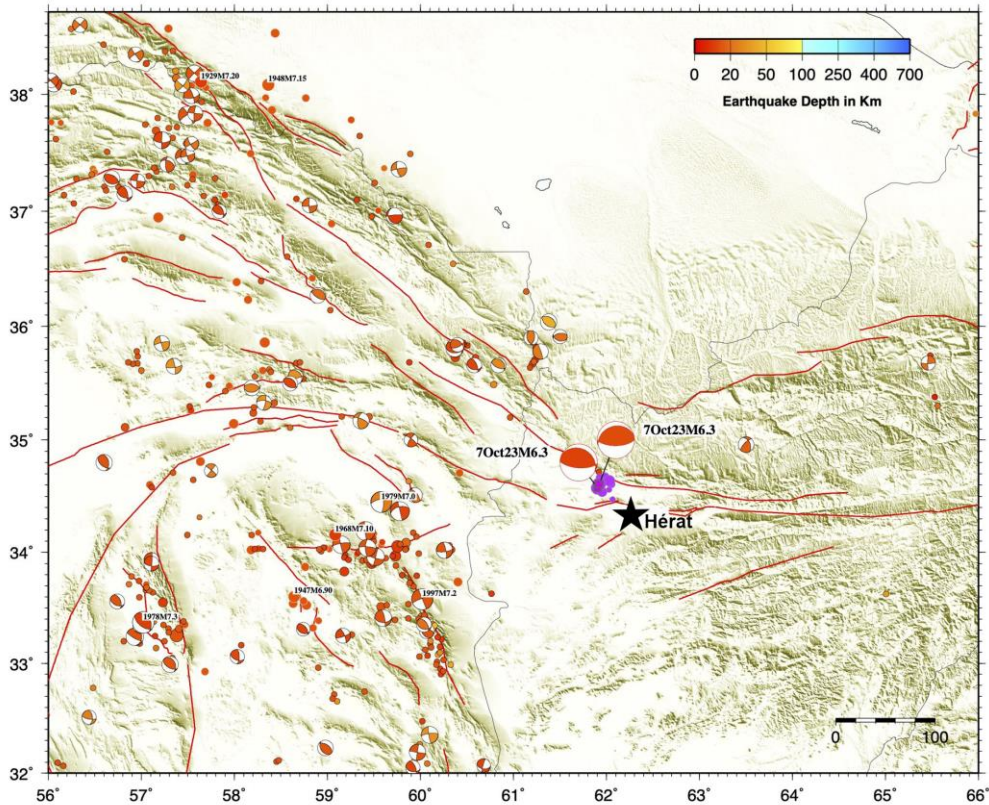 0 20 50 100 250 400 700
Earthquake Depth in Km
1929M7.20
1948M7.15
38°
37°
36°
35°
7Oct23M6.3
7Oct23M6.3
Hérat
1979M7.0
34°
1968M7.10
1947M6.90
1997M7.2
1978M7.3
33°
0 100
32°
56 57 58 59 60 61 62 63 64 65 66